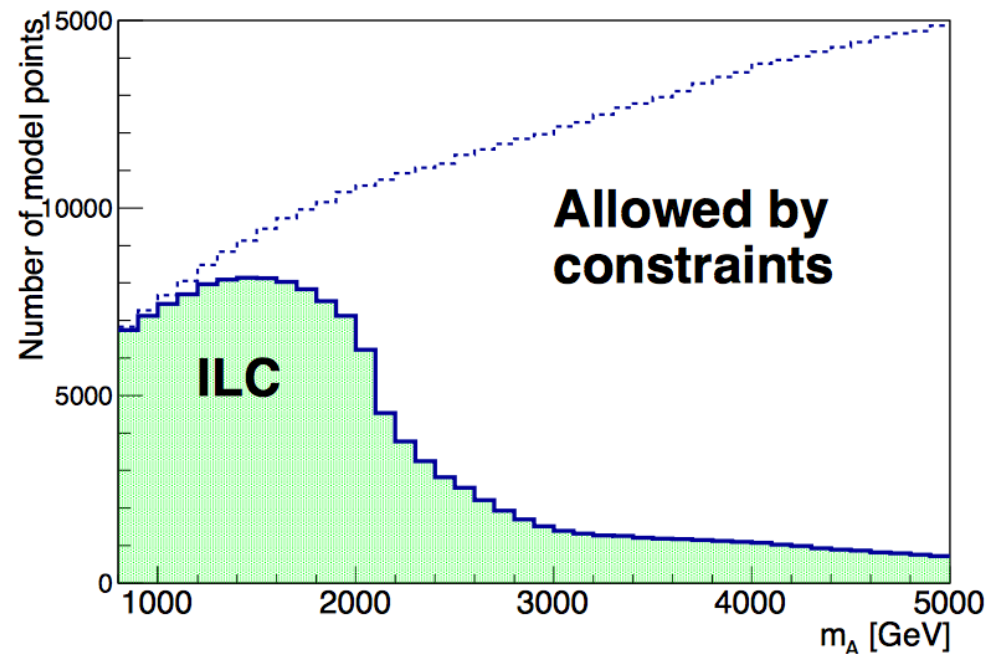 Number of model points
15000
10000
5000
0
Allowed by
constraints
ILC
1000 2000 3000 4000 5000
m_A [GeV]